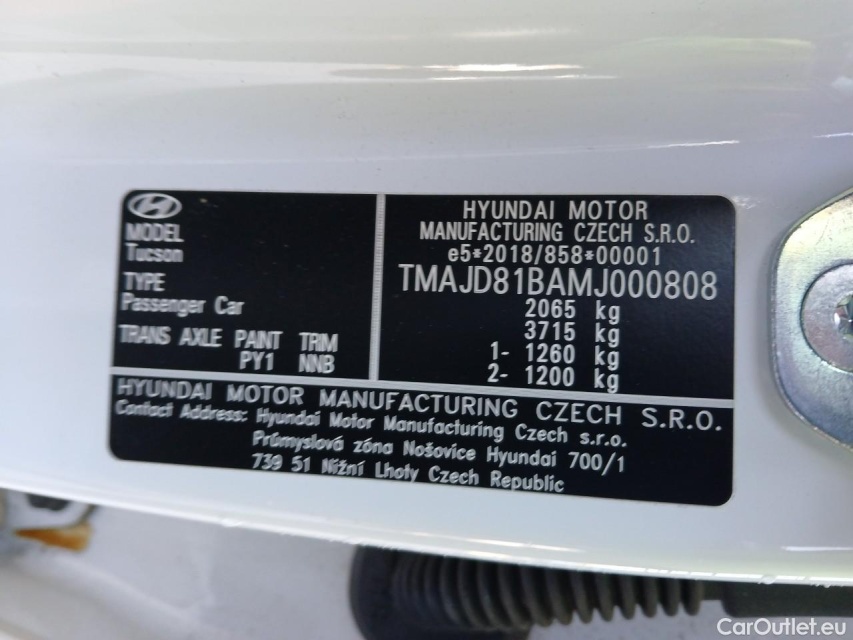 MODEL
Tucson
TYPE
Passenger Car
TRANS AXLE PAINT TRIM
PY1 NNB
HYUNDAI MOTOR
MANUFACTURING CZECH S.R.O.
e5*2018/858*00001
TMAJD81BAMJ000808
2065 kg
3715 kg
1- 1260 kg
2- 1200 kg
HYUNDAI MOTOR MANUFACTURING CZECH S.R.O.
Contact Address: Hyundai Motor Manufacturing Czech s.r.o.
Průmyslová zóna Nošovice Hyundai 700/1
739 51 Nižní Lhoty Czech Republic
CarOutlet.eu